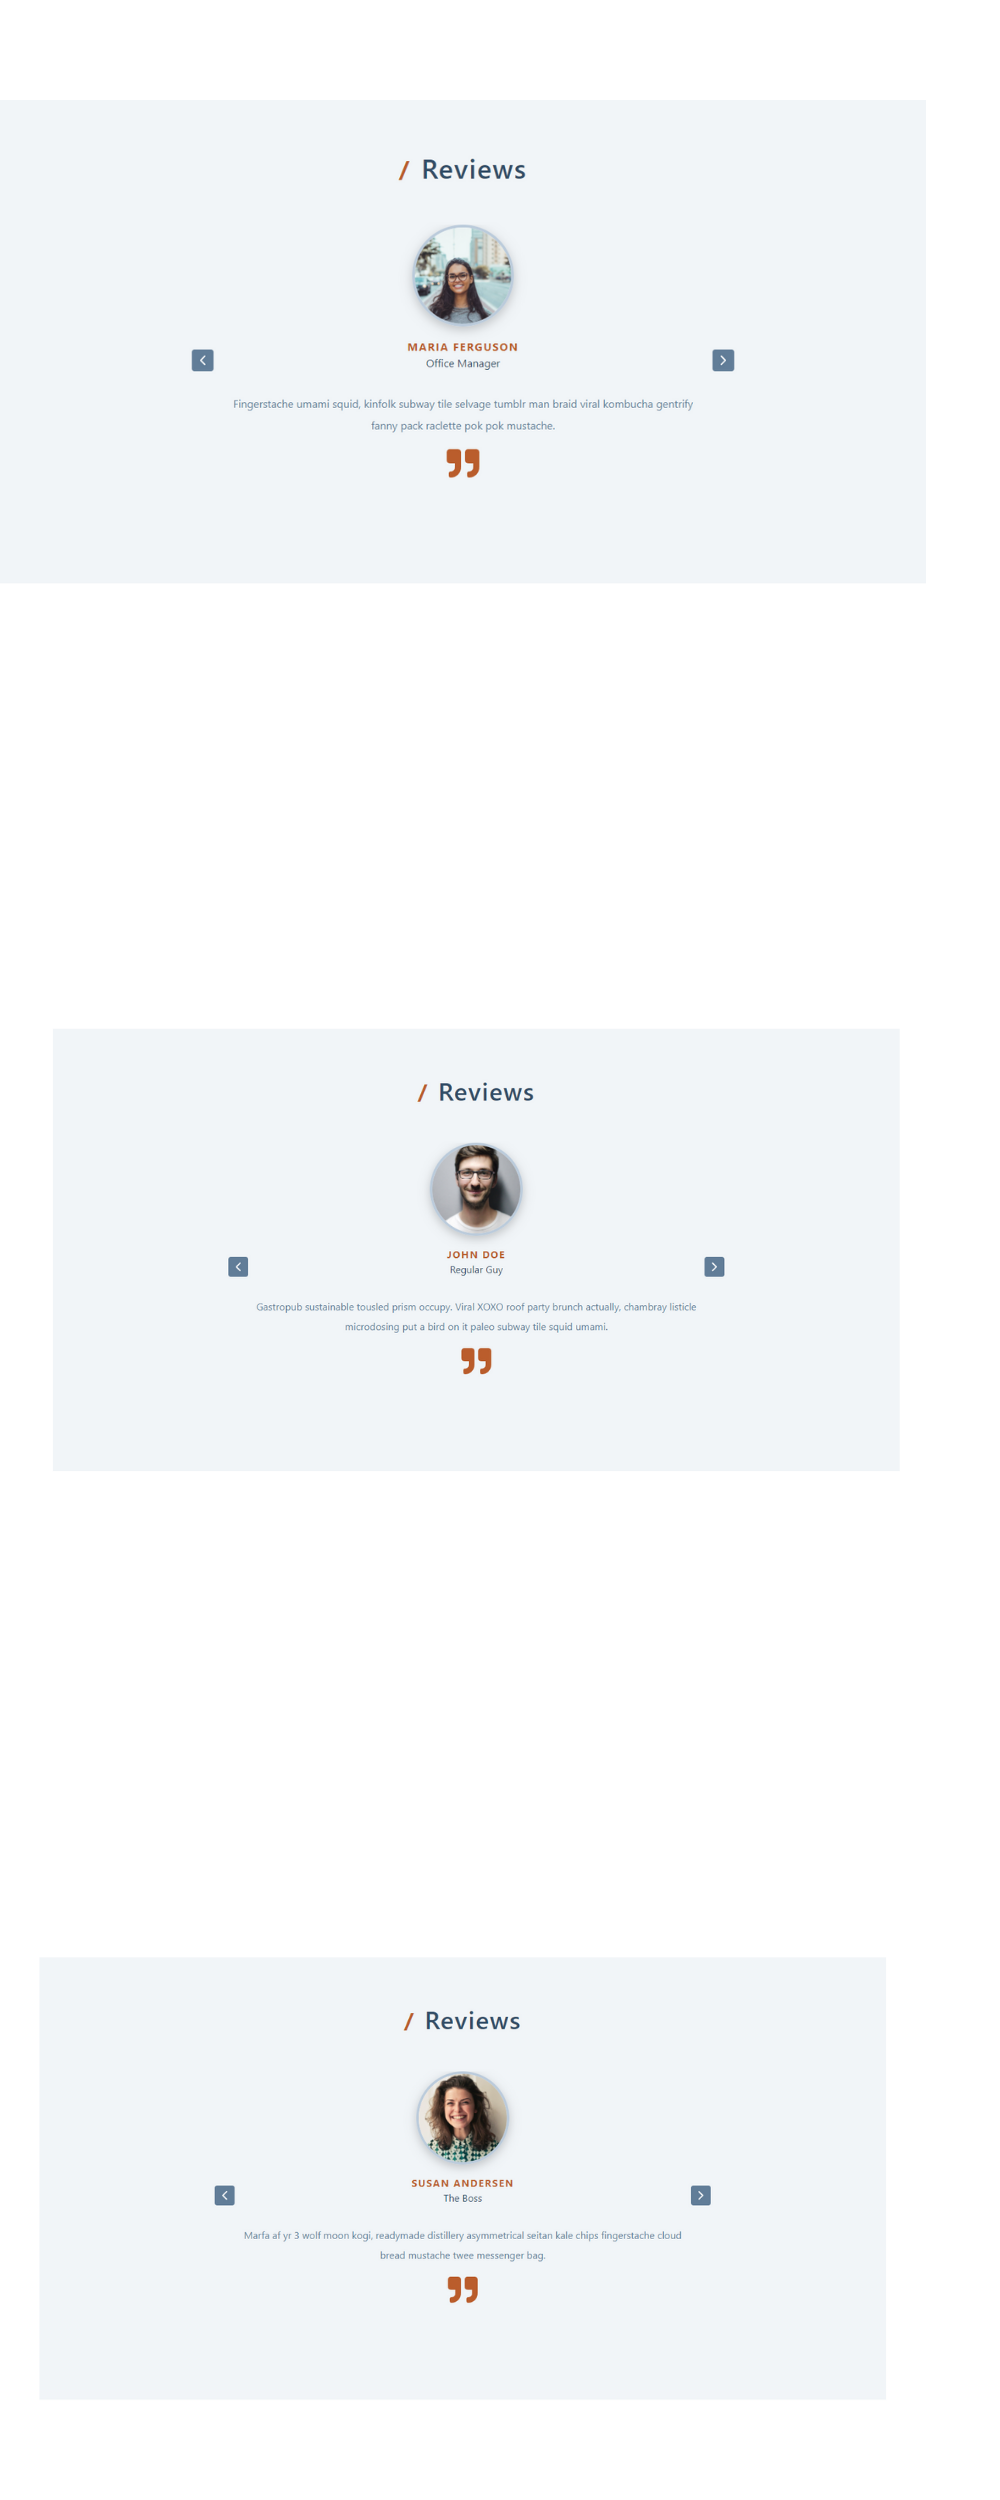 / Reviews
MARIA FERGUSON
Office Manager
Fingerstache umami squid, kinfolk subway tile selvage tumblr man braid viral kombucha gentrify
fanny pack raclette pok pok mustache.
/ Reviews
JOHN DOE
Regular Guy
Gastropub sustainable tousled prism occupy. Viral XOXO roof party brunch actually, chambray listicle
microdosing put a bird on it paleo subway tile squid umami.
/ Reviews
SUSAN ANDERSEN
The Boss
Marfa af yr 3 wolf moon kogi, readymade distillery asymmetrical seitan kale chips fingerstache cloud
bread mustache twee messenger bag.